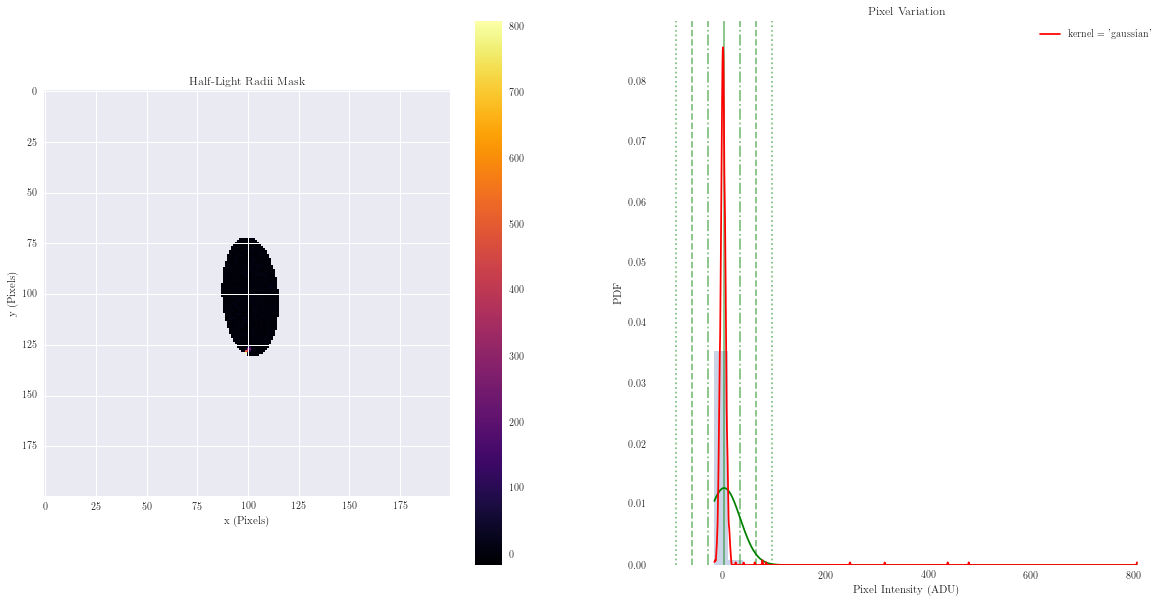 Half-Light Radii Mask
0
25
50
75
100
125
150
175
y (Pixels)
0 25 50 75 100 125 150 175
x (Pixels)
800
700
600
500
400
300
200
100
0
Pixel Variation
kernel = 'gaussian'
0.08
0.07
0.06
0.05
0.04
0.03
0.02
0.01
0.00
PDF
0 200 400 600 800
Pixel Intensity (ADU)